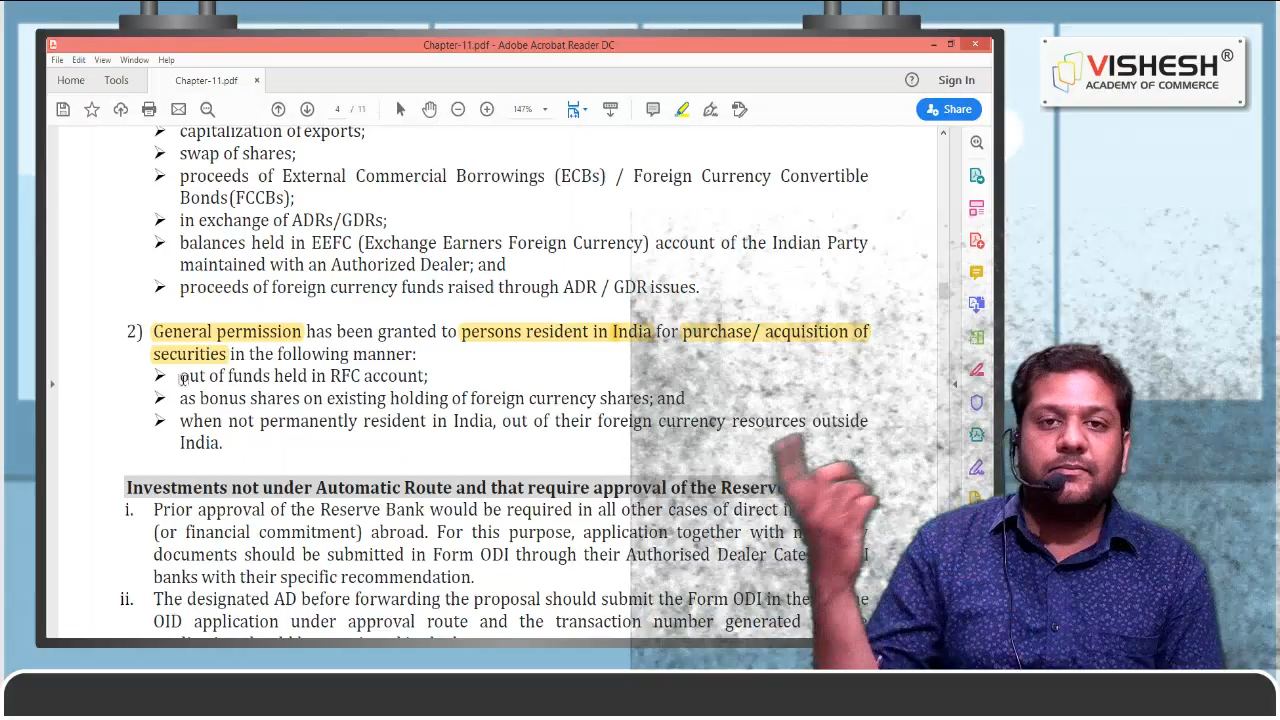 Chapter-11.pdf - Adobe Acrobat Reader DC
File Edit View Window Help
Home Tools Chapter-11.pdf × Sign In
4 / 11 147% Share
capitalization of exports;
➢ swap of shares;
➢ proceeds of External Commercial Borrowings (ECBs) / Foreign Currency Convertible
Bonds(FCCBs);
➢ in exchange of ADRs/GDRs;
➢ balances held in EEFC (Exchange Earners Foreign Currency) account of the Indian Party
maintained with an Authorized Dealer; and
➢ proceeds of foreign currency funds raised through ADR / GDR issues.
2) General permission has been granted to persons resident in India for purchase/ acquisition of
securities in the following manner:
➢ out of funds held in RFC account;
➢ as bonus shares on existing holding of foreign currency shares; and
➢ when not permanently resident in India, out of their foreign currency resources outside
India.
Investments not under Automatic Route and that require approval of the Reserve
i. Prior approval of the Reserve Bank would be required in all other cases of direct
(or financial commitment) abroad. For this purpose, application together with
documents should be submitted in Form ODI through their Authorised Dealer
banks with their specific recommendation.
ii. The designated AD before forwarding the proposal should submit the Form ODI in the
OID application under approval route and the transaction number generated
VISHESH®
ACADEMY OF COMMERCE